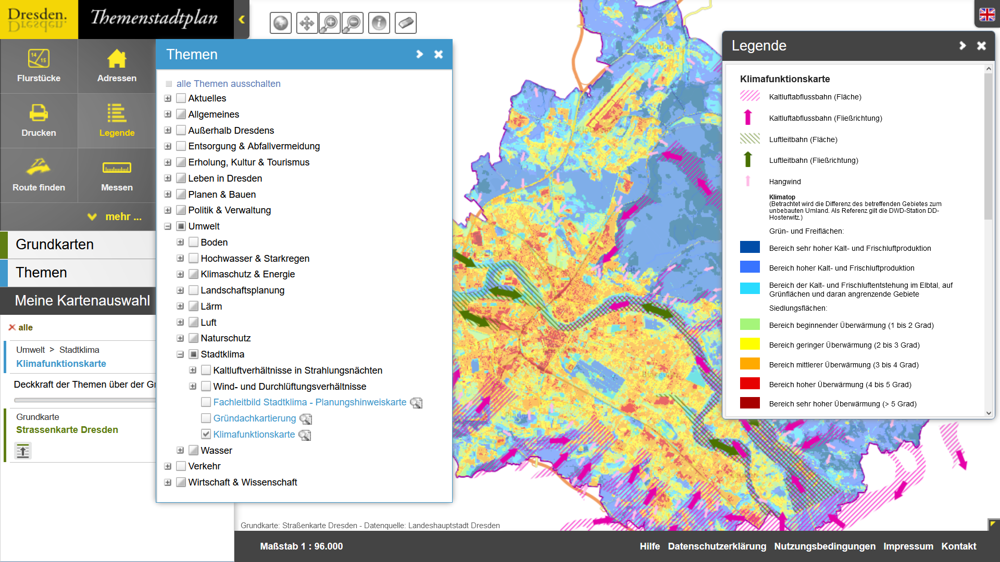 Dresden.
Themenstadtplan
Flurstücke
Adressen
Drucken
Legende
Route finden
Messen
mehr ...
Grundkarten
Themen
Meine Kartenauswahl
alle
Umwelt > Stadtklima
Klimafunktionskarte
Deckkraft der Themen über der Gr
Grundkarte
Strassenkarte Dresden
Themen
alle Themen ausschalten
Aktuelles
Allgemeines
Außerhalb Dresdens
Entsorgung & Abfallvermeidung
Erholung, Kultur & Tourismus
Leben in Dresden
Planen & Bauen
Politik & Verwaltung
Umwelt
Boden
Hochwasser & Starkregen
Klimaschutz & Energie
Landschaftsplanung
Lärm
Luft
Naturschutz
Stadtklima
Kaltluftverhältnisse in Strahlungsnächten
Wind- und Durchlüftungsverhältnisse
Fachleitbild Stadtklima - Planungshinweiskarte
Gründachkartierung
Klimafunktionskarte
Wasser
Verkehr
Wirtschaft & Wissenschaft
Legende
Klimafunktionskarte
Kaltluftabflussbahn (Fläche)
Kaltluftabflussbahn (Fließrichtung)
Luftleitbahn (Fläche)
Luftleitbahn (Fließrichtung)
Hangwind
Klimatop
(Betrachtet wird die Differenz des betreffenden Gebietes zum
unbebauten Umland. Als Referenz gilt die DWD-Station DD-
Hosterwitz.)
Grün- und Freiflächen:
Bereich sehr hoher Kalt- und Frischluftproduktion
Bereich hoher Kalt- und Frischluftproduktion
Bereich der Kalt- und Frischluftentstehung im Elbtal, auf
Grünflächen und daran angrenzende Gebiete
Siedlungsflächen:
Bereich beginnender Überwärmung (1 bis 2 Grad)
Bereich geringer Überwärmung (2 bis 3 Grad)
Bereich mittlerer Überwärmung (3 bis 4 Grad)
Bereich hoher Überwärmung (4 bis 5 Grad)
Bereich sehr hoher Überwärmung (> 5 Grad)
Grundkarte: Straßenkarte Dresden - Datenquelle: Landeshauptstadt Dresden
Maßstab 1 : 96.000
Hilfe Datenschutzerklärung Nutzungsbedingungen Impressum Kontakt